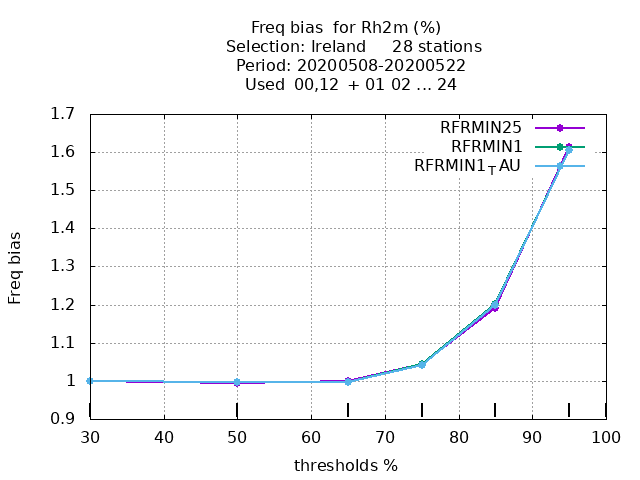 Freq bias  for Rh2m (%)
Selection: Ireland     28 stations
Period: 20200508-20200522
Used  00,12  + 01 02 ... 24
1.7
1.6
1.5
1.4
1.3
1.2
1.1
1
0.9
Freq bias
RFRMIN25
RFRMIN1
RFRMIN1TAU
30 40 50 60 70 80 90 100
thresholds %